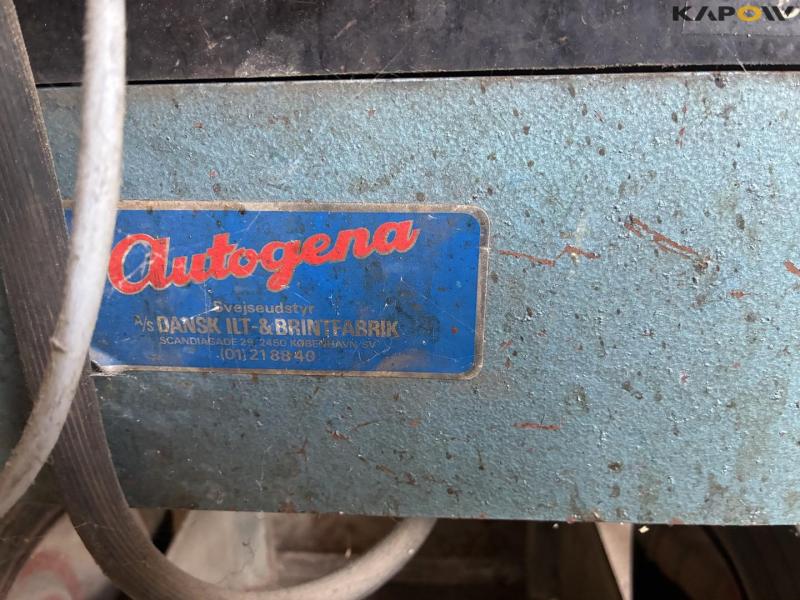 KAPOW
Autogena
Svejseudstyr
A/S DANSK ILT- & BRINTFABRIK
SCANDIAGADE 29, 2450 KØBENHAVN SV
(01) 21 88 40